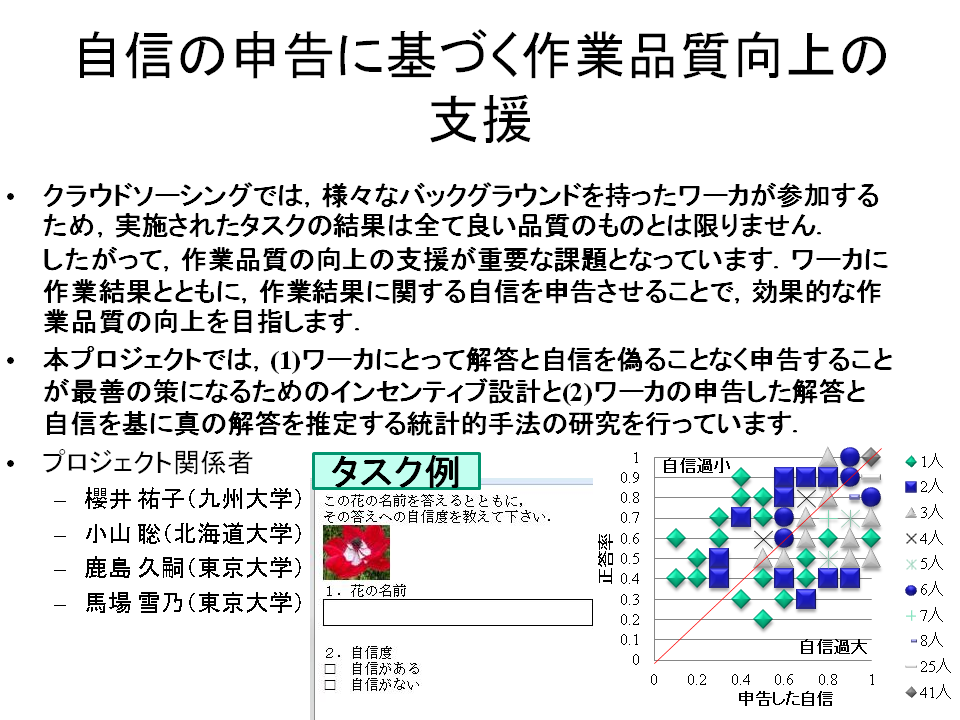 自信の申告に基づく作業品質向上の
支援
• クラウドソーシングでは，様々なバックグラウンドを持ったワーカが参加する
ため，実施されたタスクの結果は全て良い品質のものとは限りません．
したがって，作業品質の向上の支援が重要な課題となっています．ワーカに
作業結果とともに，作業結果に関する自信を申告させることで，効果的な作
業品質の向上を目指します．
• 本プロジェクトでは，(1)ワーカにとって解答と自信を偽ることなく申告すること
が最善の策になるためのインセンティブ設計と(2)ワーカの申告した解答と
自信を基に真の解答を推定する統計的手法の研究を行っています．
• プロジェクト関係者
– 櫻井 祐子（九州大学）
– 小山 聡（北海道大学）
– 鹿島 久嗣（東京大学）
– 馬場 雪乃（東京大学）
タスク例
この花の名前を答えるとともに，
その答えへの自信度を教えて下さい．
１．花の名前
２．自信度
□ 自信がある
□ 自信がない
自信過小
自信過大
正答率
1
0.9
0.8
0.7
0.6
0.5
0.4
0.3
0.2
0.1
0
0 0.2 0.4 0.6 0.8 1
申告した自信
1人
2人
3人
4人
5人
6人
7人
8人
25人
41人